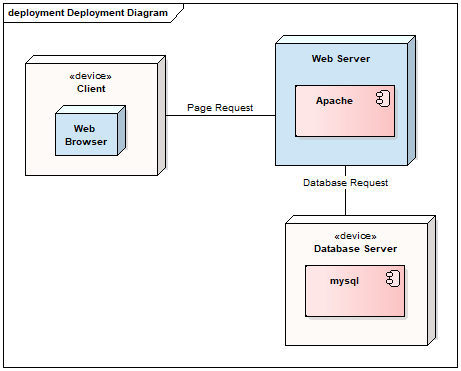 deployment Deployment Diagram
«device»
Client
Web
Browser
Page Request
Web Server
Apache
Database Request
«device»
Database Server
mysql